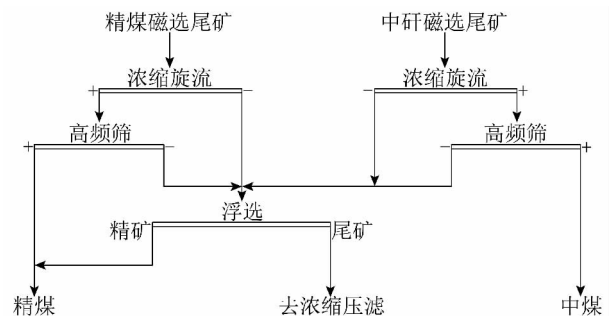 精煤磁选尾矿 中矸磁选尾矿
浓缩旋流 浓缩旋流
+ - - +
高频筛 高频筛
+ - - +
浮选
精矿 尾矿
精煤 去浓缩压滤 中煤